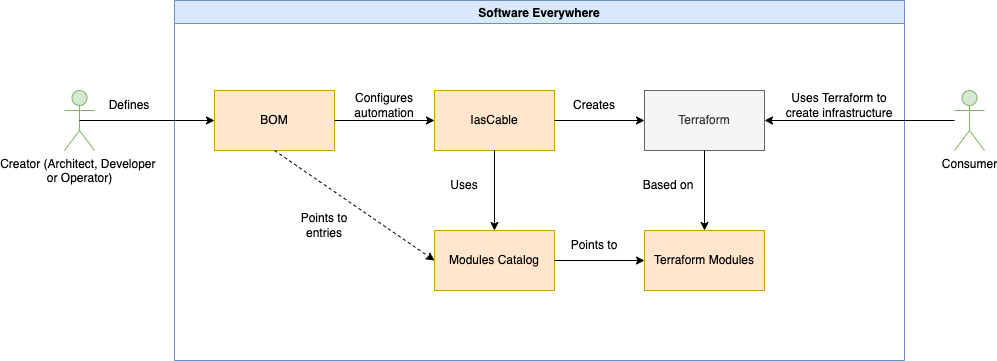 Software Everywhere
Defines
BOM
Configures
automation
IasCable
Creates
Terraform
Uses Terraform to
create infrastructure
Creator (Architect, Developer
or Operator)
Consumer
Uses
Based on
Points to
entries
Modules Catalog
Points to
Terraform Modules